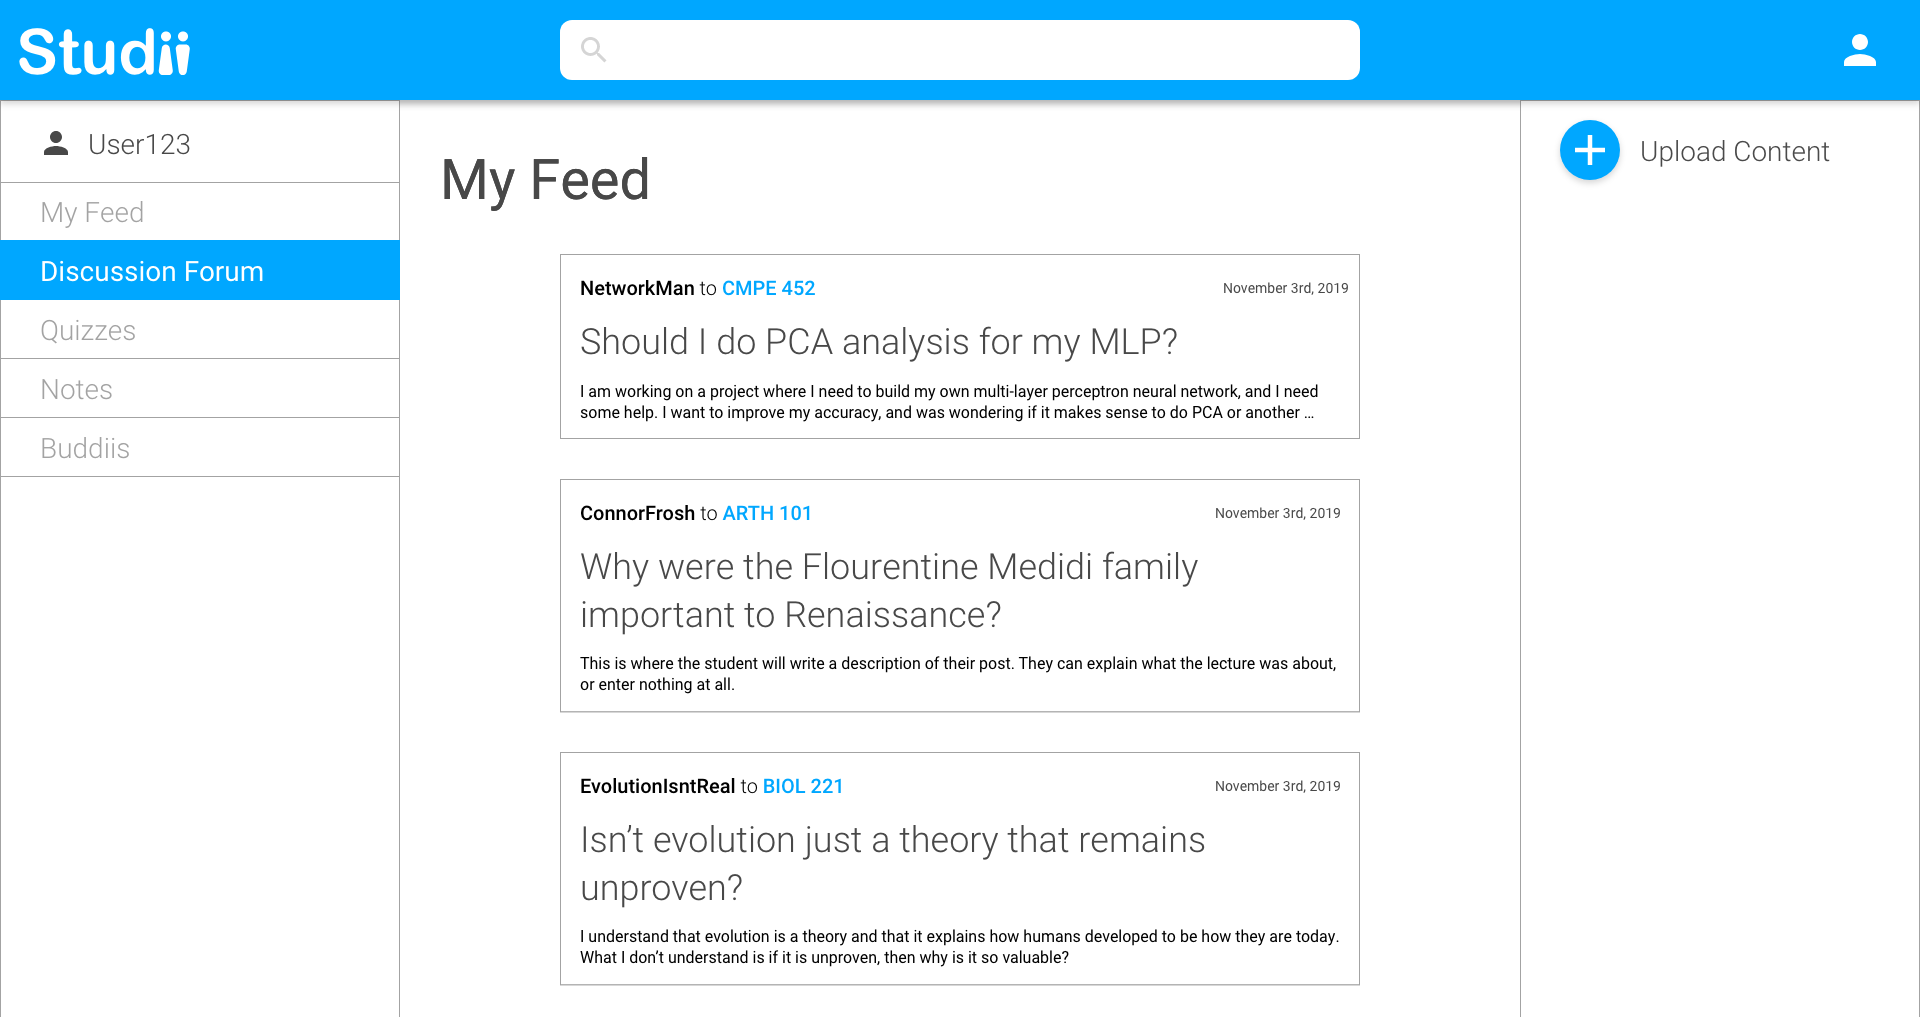 Studii
User123
My Feed
Discussion Forum
Quizzes
Notes
Buddiis
My Feed
NetworkMan to CMPE 452
November 3rd, 2019
Should I do PCA analysis for my MLP?
I am working on a project where I need to build my own multi-layer perceptron neural network, and I need
some help. I want to improve my accuracy, and was wondering if it makes sense to do PCA or another ...
ConnorFrosh to ARTH 101
November 3rd, 2019
Why were the Flourentine Medidi family
important to Renaissance?
This is where the student will write a description of their post. They can explain what the lecture was about,
or enter nothing at all.
EvolutionIsntReal to BIOL 221
November 3rd, 2019
Isn’t evolution just a theory that remains
unproven?
I understand that evolution is a theory and that it explains how humans developed to be how they are today.
What I don’t understand is if it is unproven, then why is it so valuable?
Upload Content